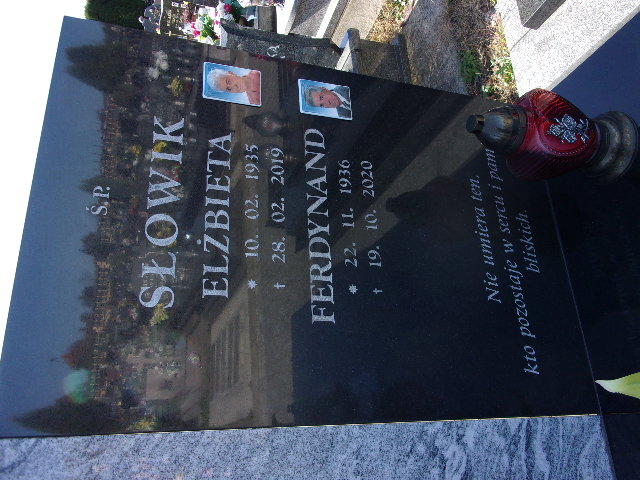 Ś.P.
SŁOWIK
ELŻBIETA
* 10. 02. 1935
† 28. 02. 2019
FERDYNAND
* 22. 11. 1936
† 19. 10. 2020
Nie umiera ten,
kto pozostaje w sercu i
bliskich.